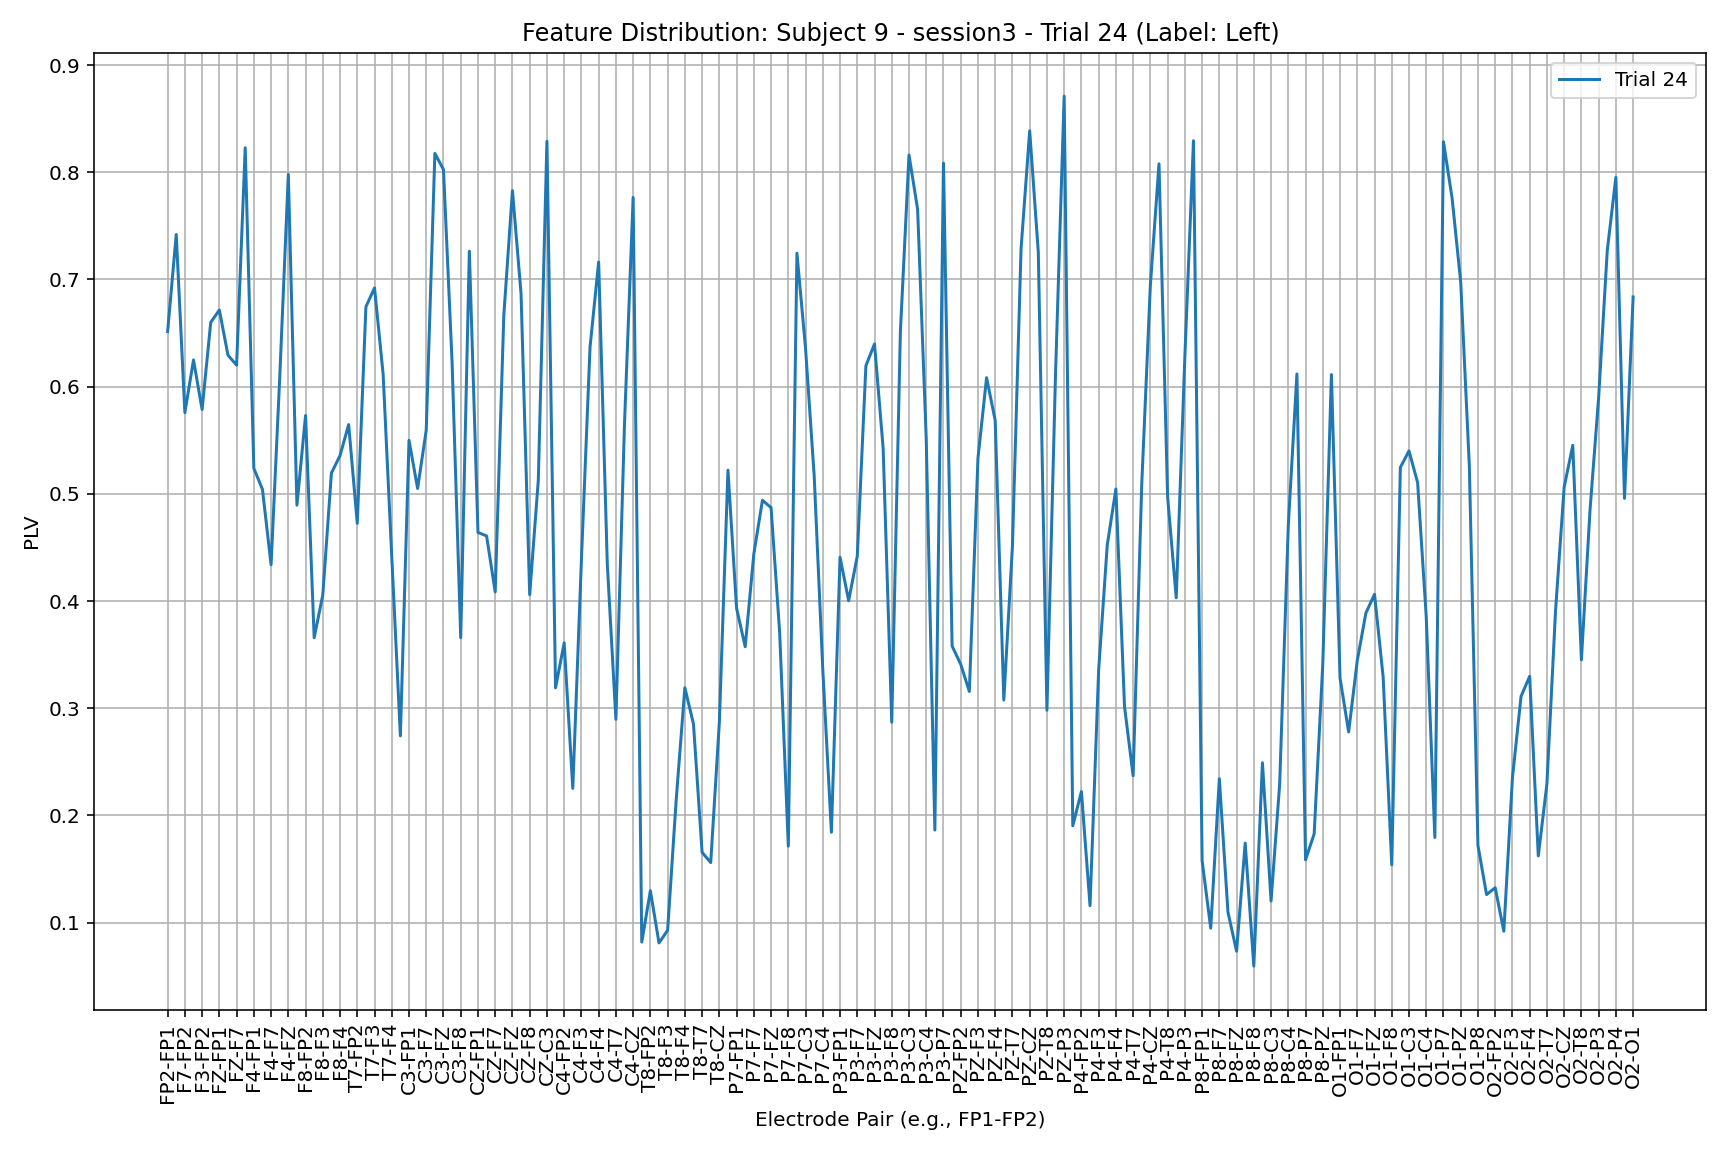 Feature Distribution: Subject 9 - session3 - Trial 24 (Label: Left)
Trial 24
PLV
0.9
0.8
0.7
0.6
0.5
0.4
0.3
0.2
0.1
FP2-FP1
F7-FP2
F3-FP2
FZ-FP1
FZ-F7
F4-FP1
F4-F7
F4-FZ
F8-FP2
F8-F3
F8-F4
T7-FP2
T7-F3
T7-F4
C3-FP1
C3-F7
C3-FZ
C3-F8
CZ-FP1
CZ-F7
CZ-FZ
CZ-F8
CZ-C3
C4-FP2
C4-F3
C4-F4
C4-T7
C4-CZ
T8-FP2
T8-F3
T8-F4
T8-T7
T8-CZ
P7-FP1
P7-F7
P7-FZ
P7-F8
P7-C3
P7-C4
P3-FP1
P3-F7
P3-FZ
P3-F8
P3-C3
P3-C4
P3-P7
PZ-FP2
PZ-F3
PZ-F4
PZ-T7
PZ-CZ
PZ-T8
PZ-P3
P4-FP2
P4-F3
P4-F4
P4-T7
P4-CZ
P4-T8
P4-P3
P8-FP1
P8-F7
P8-FZ
P8-F8
P8-C3
P8-C4
P8-P7
P8-PZ
O1-FP1
O1-F7
O1-FZ
O1-F8
O1-C3
O1-C4
O1-P7
O1-PZ
O1-P8
O2-FP2
O2-F3
O2-F4
O2-T7
O2-CZ
O2-T8
O2-P3
O2-P4
O2-O1
Electrode Pair (e.g., FP1-FP2)